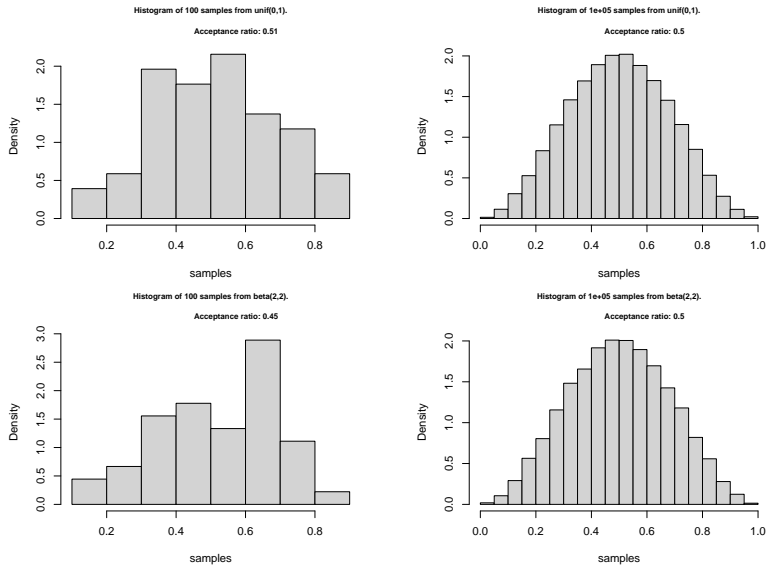 Histogram of 100 samples from unif(0,1).
Acceptance ratio: 0.51
Density
0.0 0.5 1.0 1.5 2.0
0.2 0.4 0.6 0.8
samples
Histogram of 1e+05 samples from unif(0,1).
Acceptance ratio: 0.5
Density
0.0 0.5 1.0 1.5 2.0
0.0 0.2 0.4 0.6 0.8 1.0
samples
Histogram of 100 samples from beta(2,2).
Acceptance ratio: 0.45
Density
0.0 0.5 1.0 1.5 2.0 2.5 3.0
0.2 0.4 0.6 0.8
samples
Histogram of 1e+05 samples from beta(2,2).
Acceptance ratio: 0.5
Density
0.0 0.5 1.0 1.5 2.0
0.0 0.2 0.4 0.6 0.8 1.0
samples